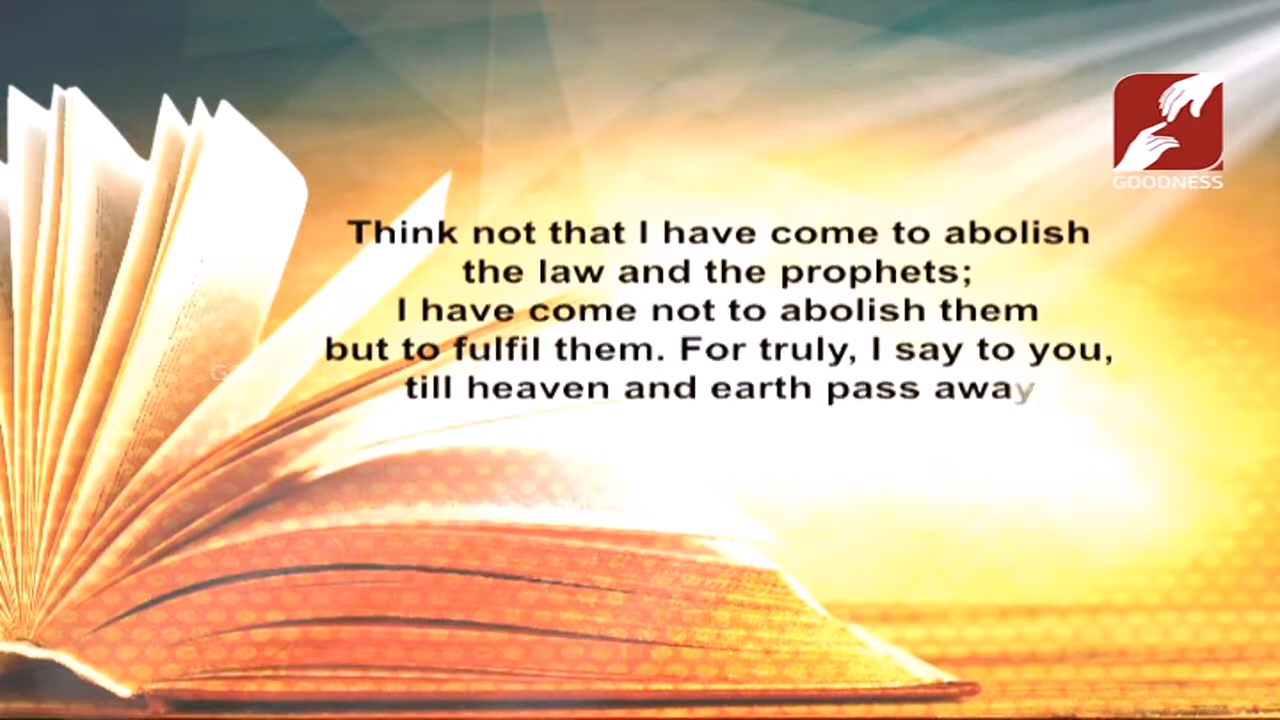 GOODNESS
Think not that I have come to abolish
the law and the prophets;
I have come not to abolish them
but to fulfil them. For truly, I say to you,
till heaven and earth pass away